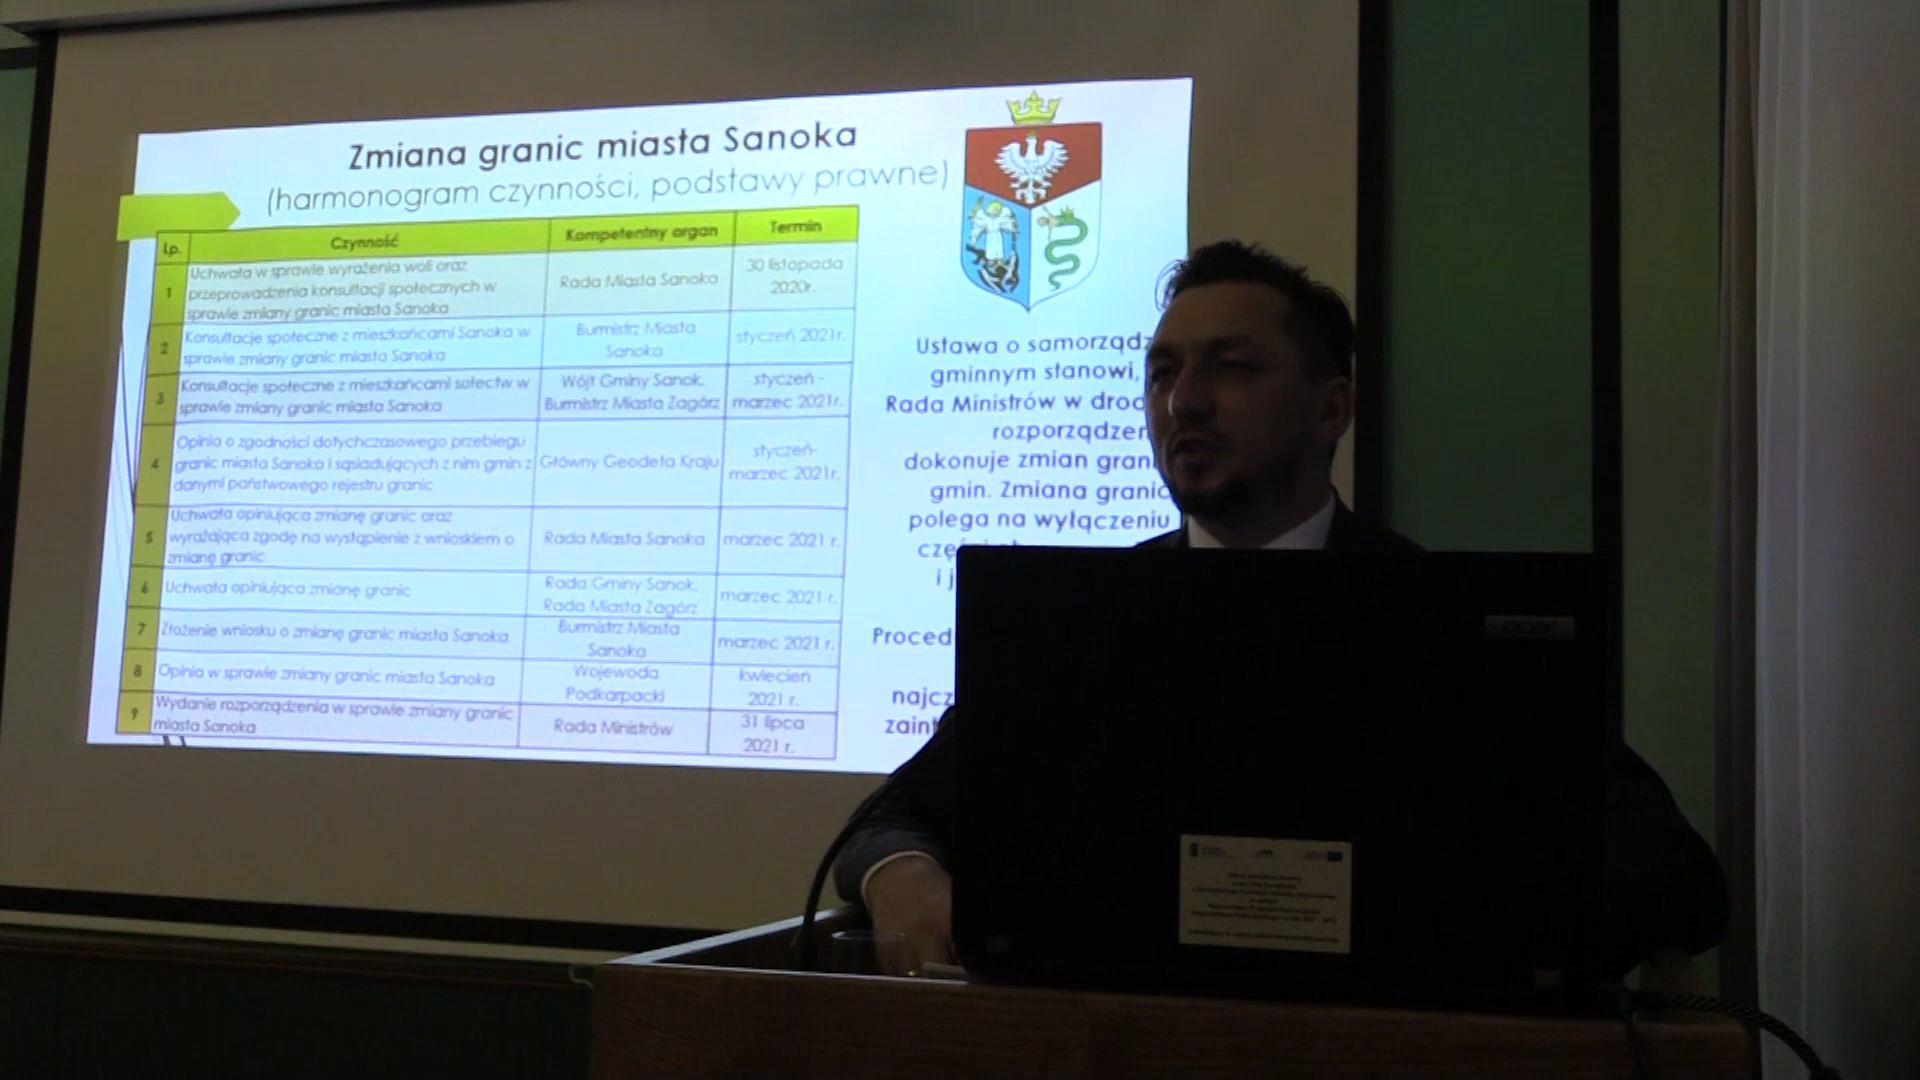 Zmiana granic miasta Sanoka
(harmonogram czynności, podstawy prawne)
Lp. Czynność Kompetentny organ Termin
1 Uchwała w sprawie wyrażenia woli oraz
przeprowadzenia konsultacji społecznych w
sprawie zmiany granic miasta Sanoka
Rada Miasta Sanoka
30 listopada
2020r.
2 Konsultacje społeczne z mieszkańcami Sanoka w
sprawie zmiany granic miasta Sanoka
Burmistrz Miasta
Sanoka
styczeń 2021r.
3 Konsultacje społeczne z mieszkańcami sołectw w
sprawie zmiany granic miasta Sanoka
Wójt Gminy Sanok,
Burmistrz Miasta Zagórz
styczeń -
marzec 2021r.
4 Opinia o zgodności dotychczasowego przebiegu
granic miasta Sanoka i sąsiadujących z nim gmin z
danymi państwowego rejestru granic
Główny Geodeta Kraju
styczeń-
marzec 2021r.
5 Uchwała opiniująca zmianę granic oraz
wyrażająca zgodę na wystąpienie z wnioskiem o
zmianę granic
Rada Miasta Sanoka
marzec 2021 r.
6 Uchwała opiniująca zmianę granic
Rada Gminy Sanok,
Rada Miasta Zagórz
marzec 2021 r.
7 Złożenie wniosku o zmianę granic miasta Sanoka
Burmistrz Miasta
Sanoka
marzec 2021 r.
8 Opinia w sprawie zmiany granic miasta Sanoka
Wojewoda
Podkarpacki
kwiecień
2021 r.
9 Wydanie rozporządzenia w sprawie zmiany granic
miasta Sanoka
Rada Ministrów
31 lipca
2021 r.
Ustawa o samorządz
gminnym stanowi,
Rada Ministrów w drod
rozporządzen
dokonuje zmian gran
gmin. Zmiana granic
polega na wyłączeniu
czę
i j
Proced
najcz
zaint
acer